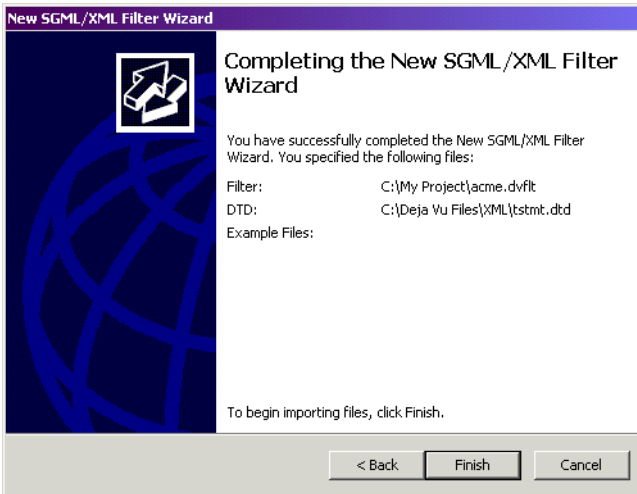 New SGML/XML Filter Wizard
Completing the New SGML/XML Filter
Wizard
You have successfully completed the New SGML/XML Filter
Wizard. You specified the following files:
Filter: C:\My Project\acme.dvflt
DTD: C:\Deja Vu Files\XML\tstmt.dtd
Example Files:
To begin importing files, click Finish.
< Back Finish Cancel